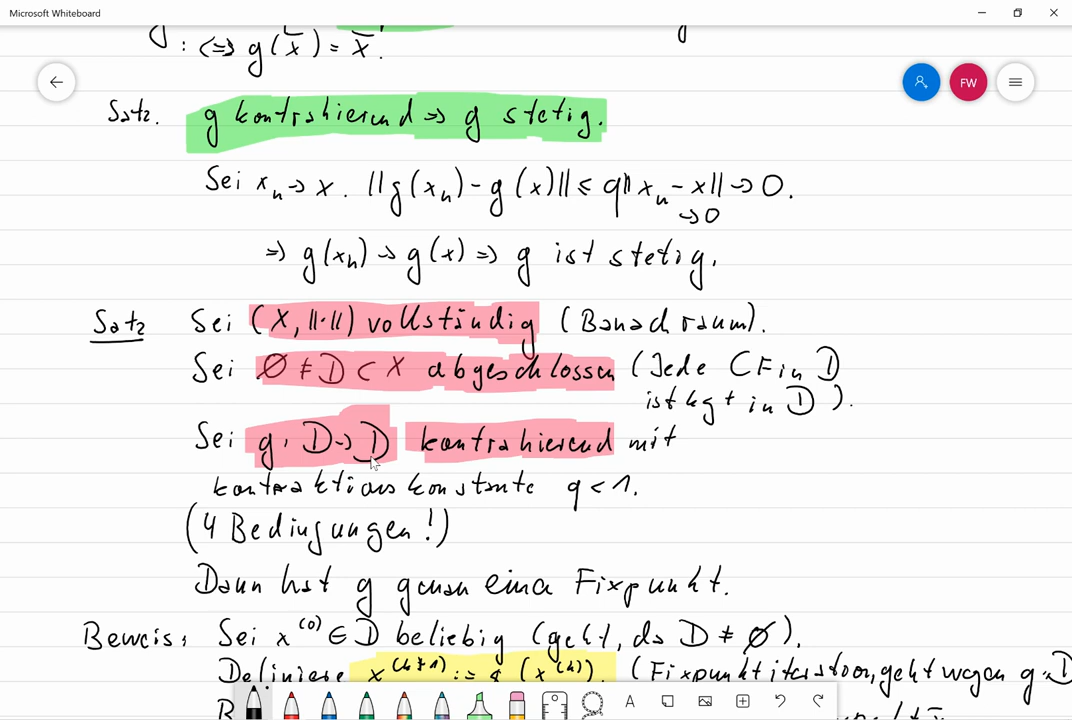 Microsoft Whiteboard
: ⟺ g(x̄) = x̄.
FW
Satz. g kontrahierend ⇒ g stetig.
Sei xₙ → x. ||g(xₙ) - g(x)|| ≤ q||xₙ - x|| → 0.
→ 0
⇒ g(xₙ) → g(x) ⇒ g ist stetig.
Satz Sei (X, ||·||) vollständig (Banachraum).
Sei ∅ ≠ D ⊂ X abgeschlossen (Jede CF in D
ist kgt in D).
Sei g: D → D kontrahierend mit
Kontraktionskonstante q < 1.
(4 Bedingungen!)
Dann hat g genau eina Fixpunkt.
Beweis: Sei x⁽⁰⁾ ∈ D beliebig (geht, da D ≠ ∅).
Definiere x⁽ᵏ⁺¹⁾ := g(x⁽ᵏ⁾). (Fixpunktiteration, geht wegen g: D